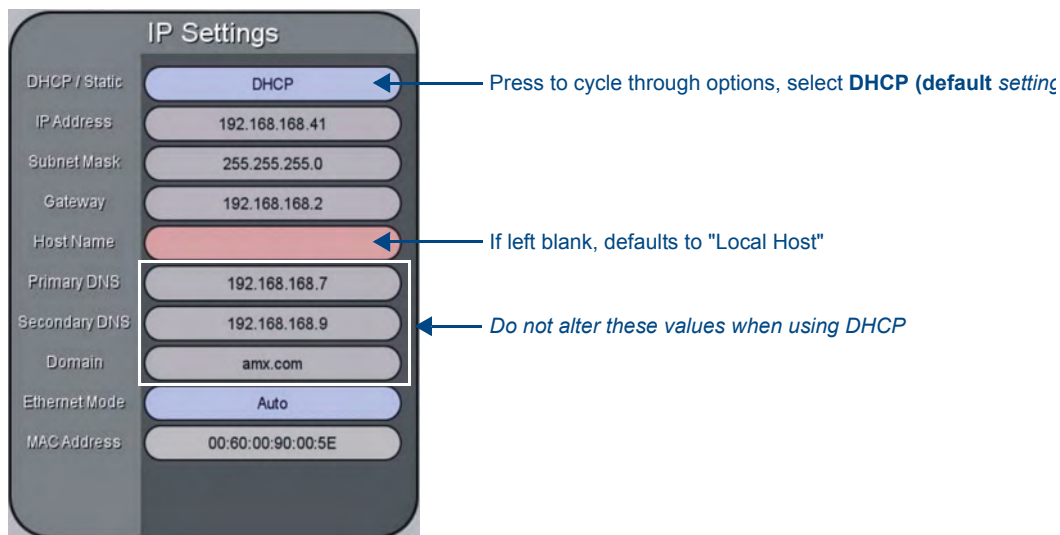 IP Settings
DHCP / Static DHCP Press to cycle through options, select DHCP (default setting
IP Address 192.168.168.41
Subnet Mask 255.255.255.0
Gateway 192.168.168.2
Host Name If left blank, defaults to "Local Host"
Primary DNS 192.168.168.7
Secondary DNS 192.168.168.9 Do not alter these values when using DHCP
Domain amx.com
Ethernet Mode Auto
MAC Address 00:60:00:90:00:5E